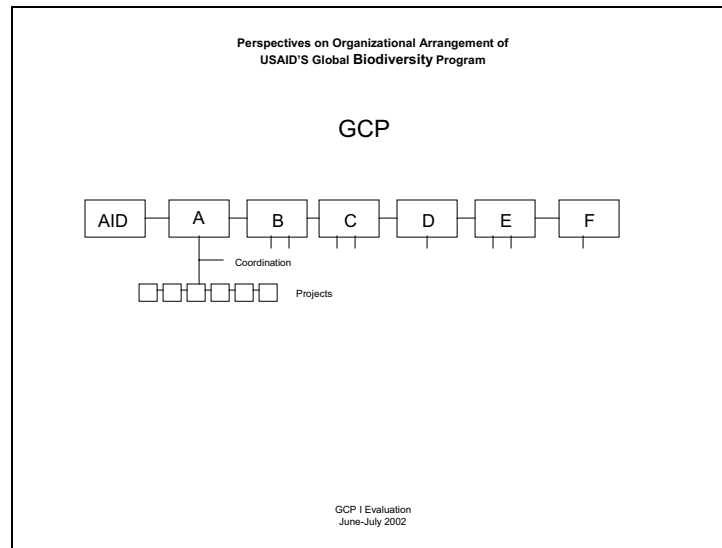 Perspectives on Organizational Arrangement of
USAID'S Global Biodiversity Program
GCP
AID A B C D E F
Coordination
Projects
GCP I Evaluation
June-July 2002